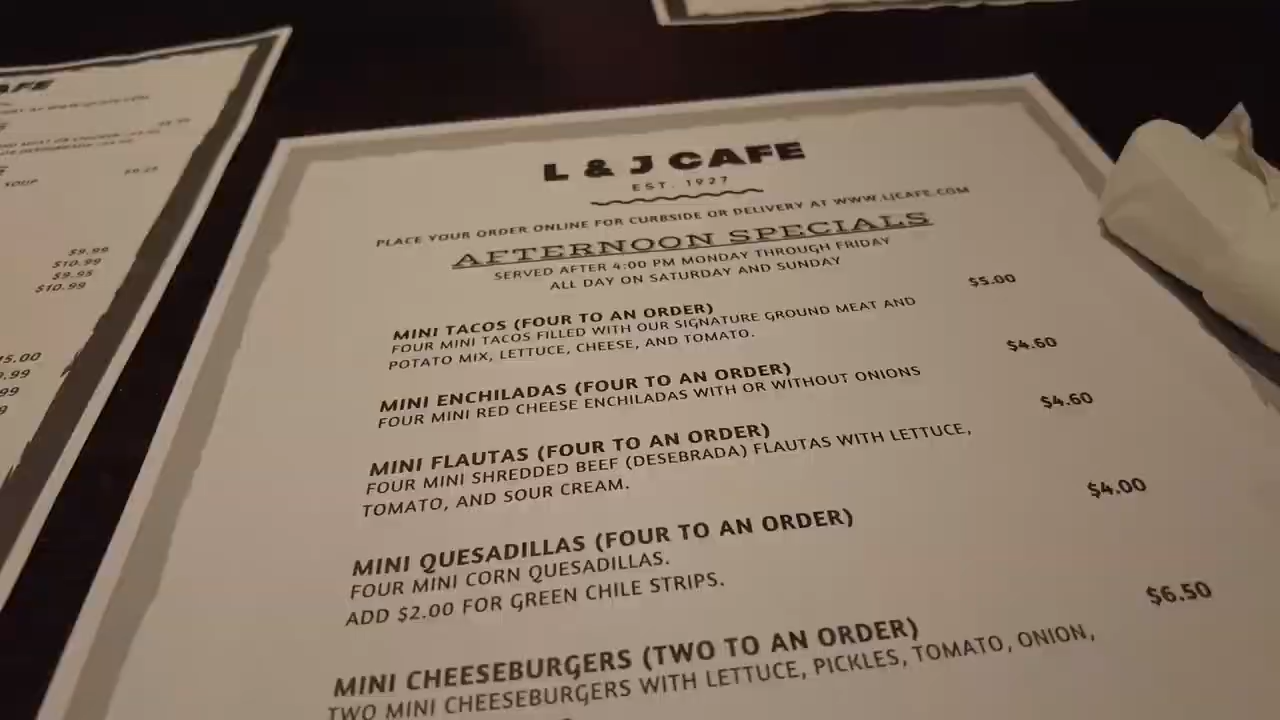 AFE
SOUP
$9.25
$9.99
$10.99
$9.95
$10.99
L & J CAFE
EST. 1927
PLACE YOUR ORDER ONLINE FOR CURBSIDE OR DELIVERY AT WWW.LJCAFE.COM
AFTERNOON SPECIALS
SERVED AFTER 4:00 PM MONDAY THROUGH FRIDAY
ALL DAY ON SATURDAY AND SUNDAY
MINI TACOS (FOUR TO AN ORDER) $5.00
FOUR MINI TACOS FILLED WITH OUR SIGNATURE GROUND MEAT AND
POTATO MIX, LETTUCE, CHEESE, AND TOMATO.
MINI ENCHILADAS (FOUR TO AN ORDER) $4.60
FOUR MINI RED CHEESE ENCHILADAS WITH OR WITHOUT ONIONS
MINI FLAUTAS (FOUR TO AN ORDER) $4.60
FOUR MINI SHREDDED BEEF (DESEBRADA) FLAUTAS WITH LETTUCE,
TOMATO, AND SOUR CREAM.
MINI QUESADILLAS (FOUR TO AN ORDER) $4.00
FOUR MINI CORN QUESADILLAS.
ADD $2.00 FOR GREEN CHILE STRIPS.
MINI CHEESEBURGERS (TWO TO AN ORDER) $6.50
TWO MINI CHEESEBURGERS WITH LETTUCE, PICKLES, TOMATO, ONION,